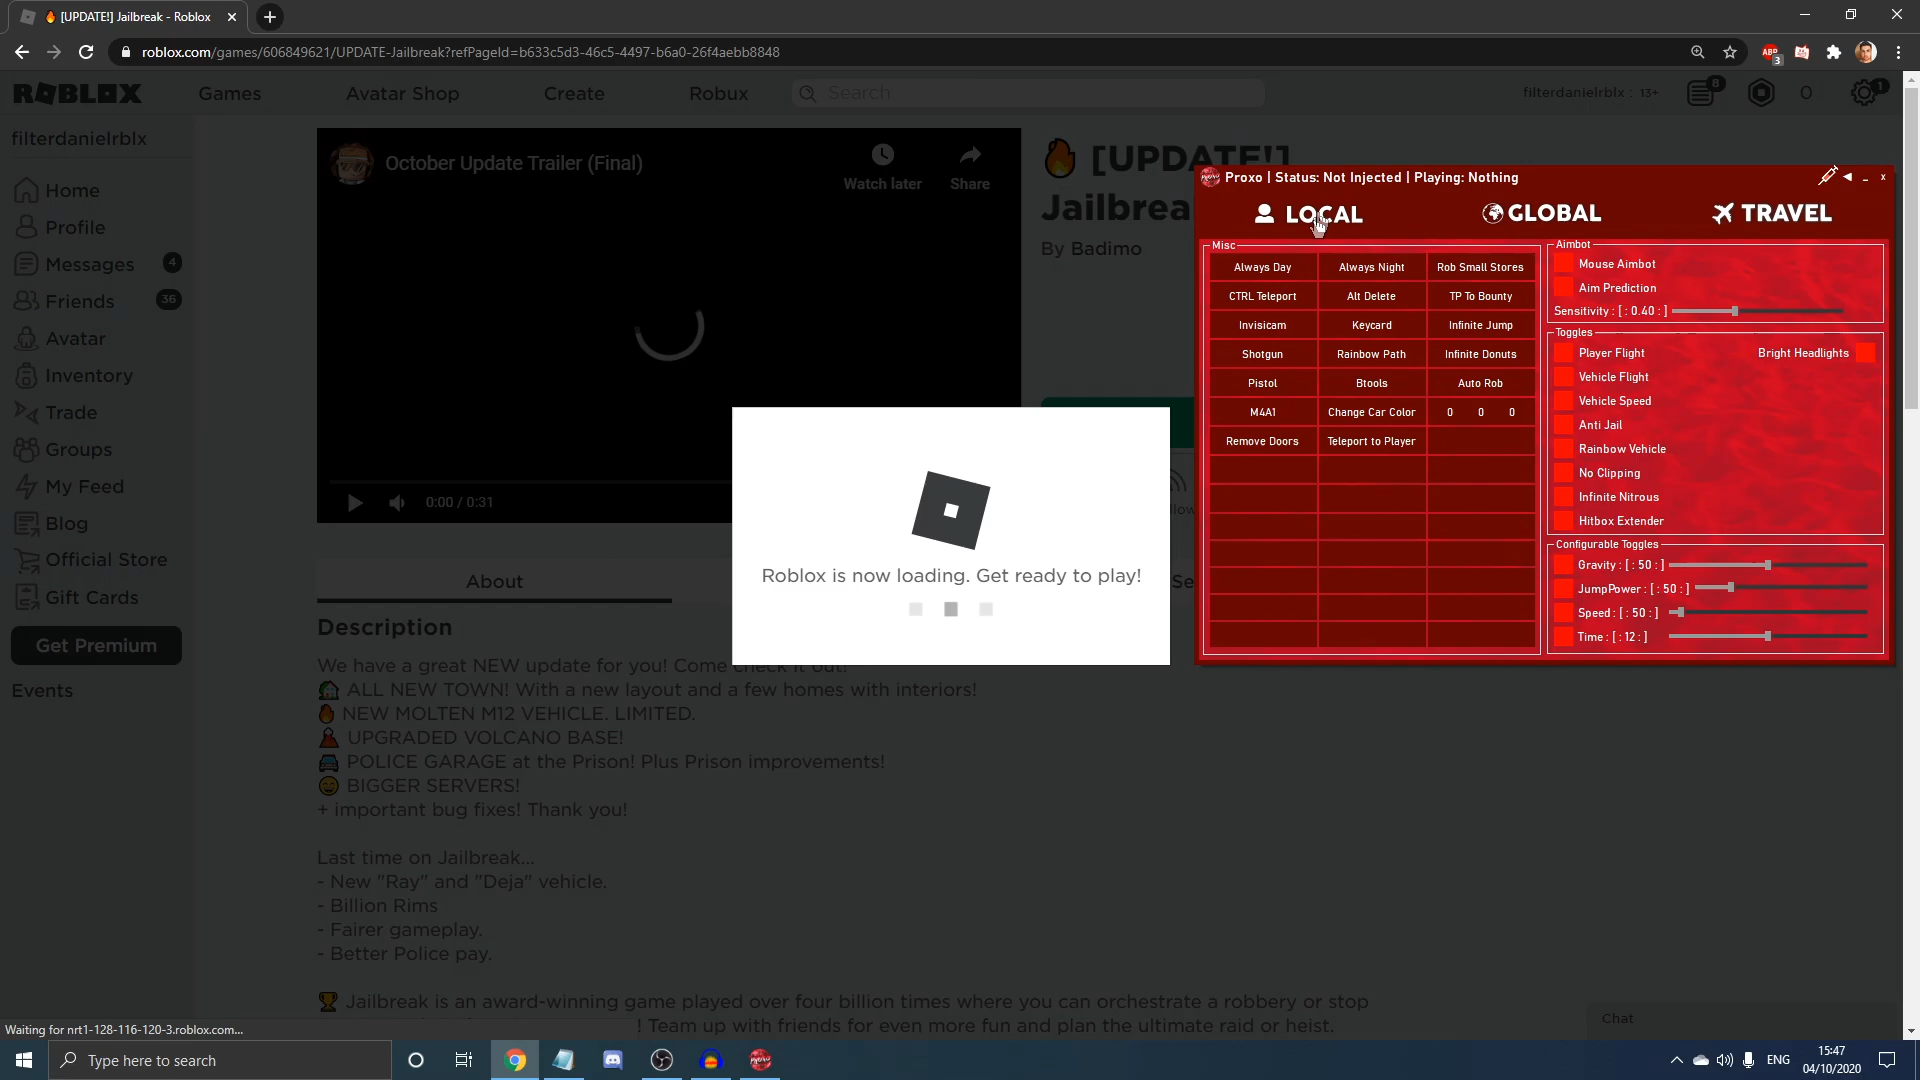 [UPDATE!] Jailbreak - Roblox
roblox.com/games/606849621/UPDATE-Jailbreak?refPageId=b633c5d3-46c5-4497-b6a0-26f4aebb8848
ABP
3
ROBLOX
Games
Avatar Shop
Create
Robux
Search
filterdanielrblx : 13+
8
0
1
filterdanielrblx
Home
Profile
Messages
4
Friends
36
Avatar
Inventory
Trade
Groups
My Feed
Blog
Official Store
Gift Cards
Get Premium
Events
October Update Trailer (Final)
Watch later
Share
0:00 / 0:31
[UPDATE!]
Jailbrea
By Badimo
Proxo | Status: Not Injected | Playing: Nothing
_
x
LOCAL
GLOBAL
TRAVEL
Misc
Always Day
Always Night
Rob Small Stores
CTRL Teleport
Alt Delete
TP To Bounty
Invisicam
Keycard
Infinite Jump
Shotgun
Rainbow Path
Infinite Donuts
Pistol
Btools
Auto Rob
M4A1
Change Car Color
0 0 0
Remove Doors
Teleport to Player
Aimbot
Mouse Aimbot
Aim Prediction
Sensitivity : [ : 0.40 : ]
Toggles
Player Flight
Bright Headlights
Vehicle Flight
Vehicle Speed
Anti Jail
Rainbow Vehicle
No Clipping
Infinite Nitrous
Hitbox Extender
Configurable Toggles
Gravity : [ : 50 : ]
JumpPower : [ : 50 : ]
Speed : [ : 50 : ]
Time : [ : 12 : ]
Roblox is now loading. Get ready to play!
llow
About
Se
Description
We have a great NEW update for you! Come check it out!
ALL NEW TOWN! With a new layout and a few homes with interiors!
NEW MOLTEN M12 VEHICLE. LIMITED.
UPGRADED VOLCANO BASE!
POLICE GARAGE at the Prison! Plus Prison improvements!
BIGGER SERVERS!
+ important bug fixes! Thank you!
Last time on Jailbreak...
- New "Ray" and "Deja" vehicle.
- Billion Rims
- Fairer gameplay.
- Better Police pay.
Jailbreak is an award-winning game played over four billion times where you can orchestrate a robbery or stop
! Team up with friends for even more fun and plan the ultimate raid or heist.
Chat
Waiting for nrt1-128-116-120-3.roblox.com...
Type here to search
ENG
15:47
04/10/2020